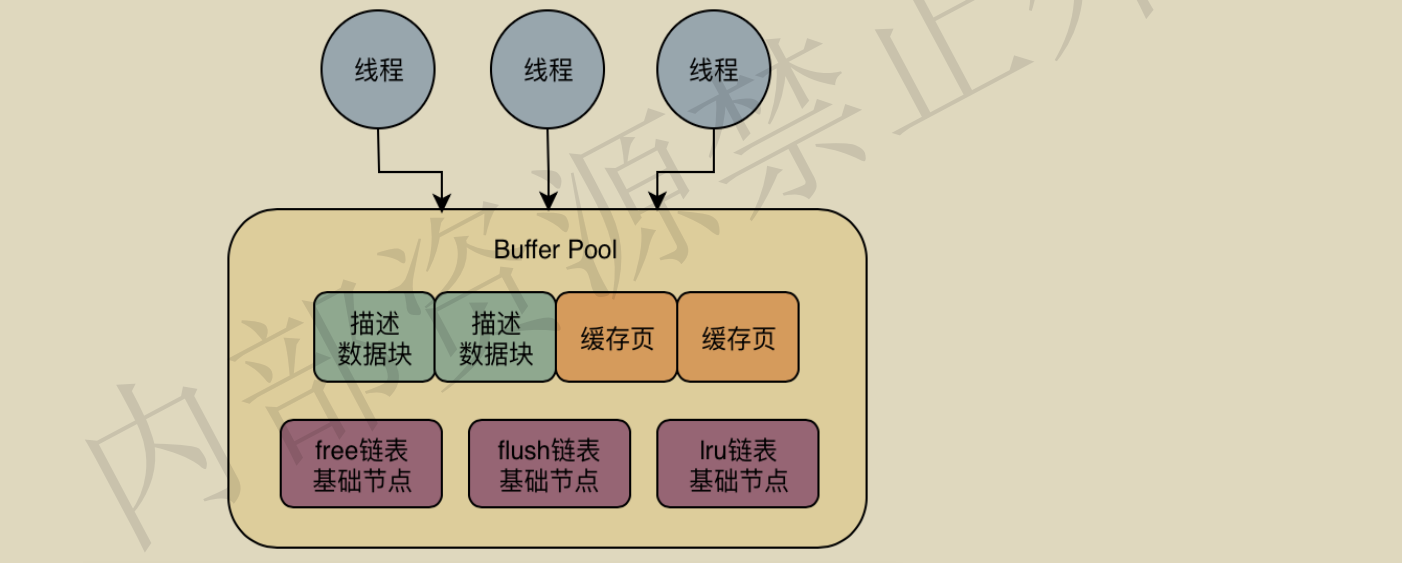 线程
线程
线程
Buffer Pool
描述
数据块
描述
数据块
缓存页
缓存页
free链表
基础节点
flush链表
基础节点
lru链表
基础节点
内部资源禁止